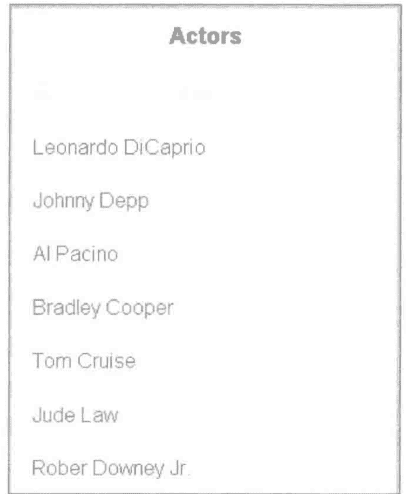 Actors
Leonardo DiCaprio
Johnny Depp
Al Pacino
Bradley Cooper
Tom Cruise
Jude Law
Rober Downey Jr.